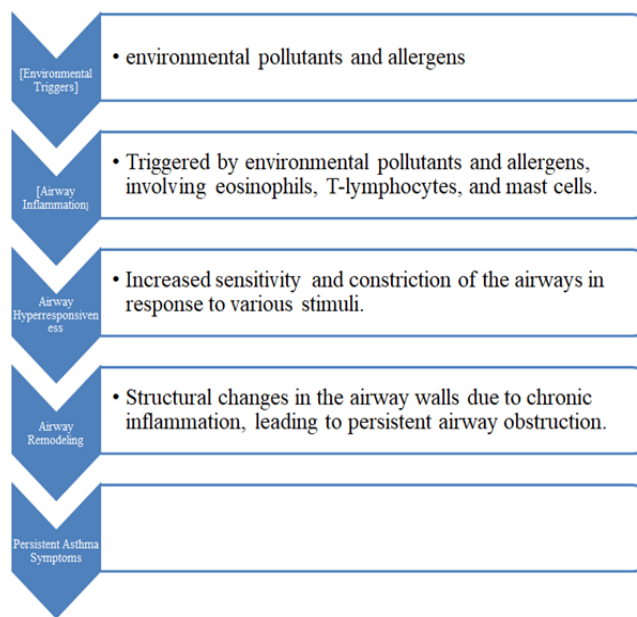 [Environmental
Triggers]
• environmental pollutants and allergens
[Airway
Inflammation]
• Triggered by environmental pollutants and allergens,
involving eosinophils, T-lymphocytes, and mast cells.
Airway
Hyperresponsiven
ess
• Increased sensitivity and constriction of the airways in
response to various stimuli.
Airway
Remodeling
• Structural changes in the airway walls due to chronic
inflammation, leading to persistent airway obstruction.
Persistent Asthma
Symptoms